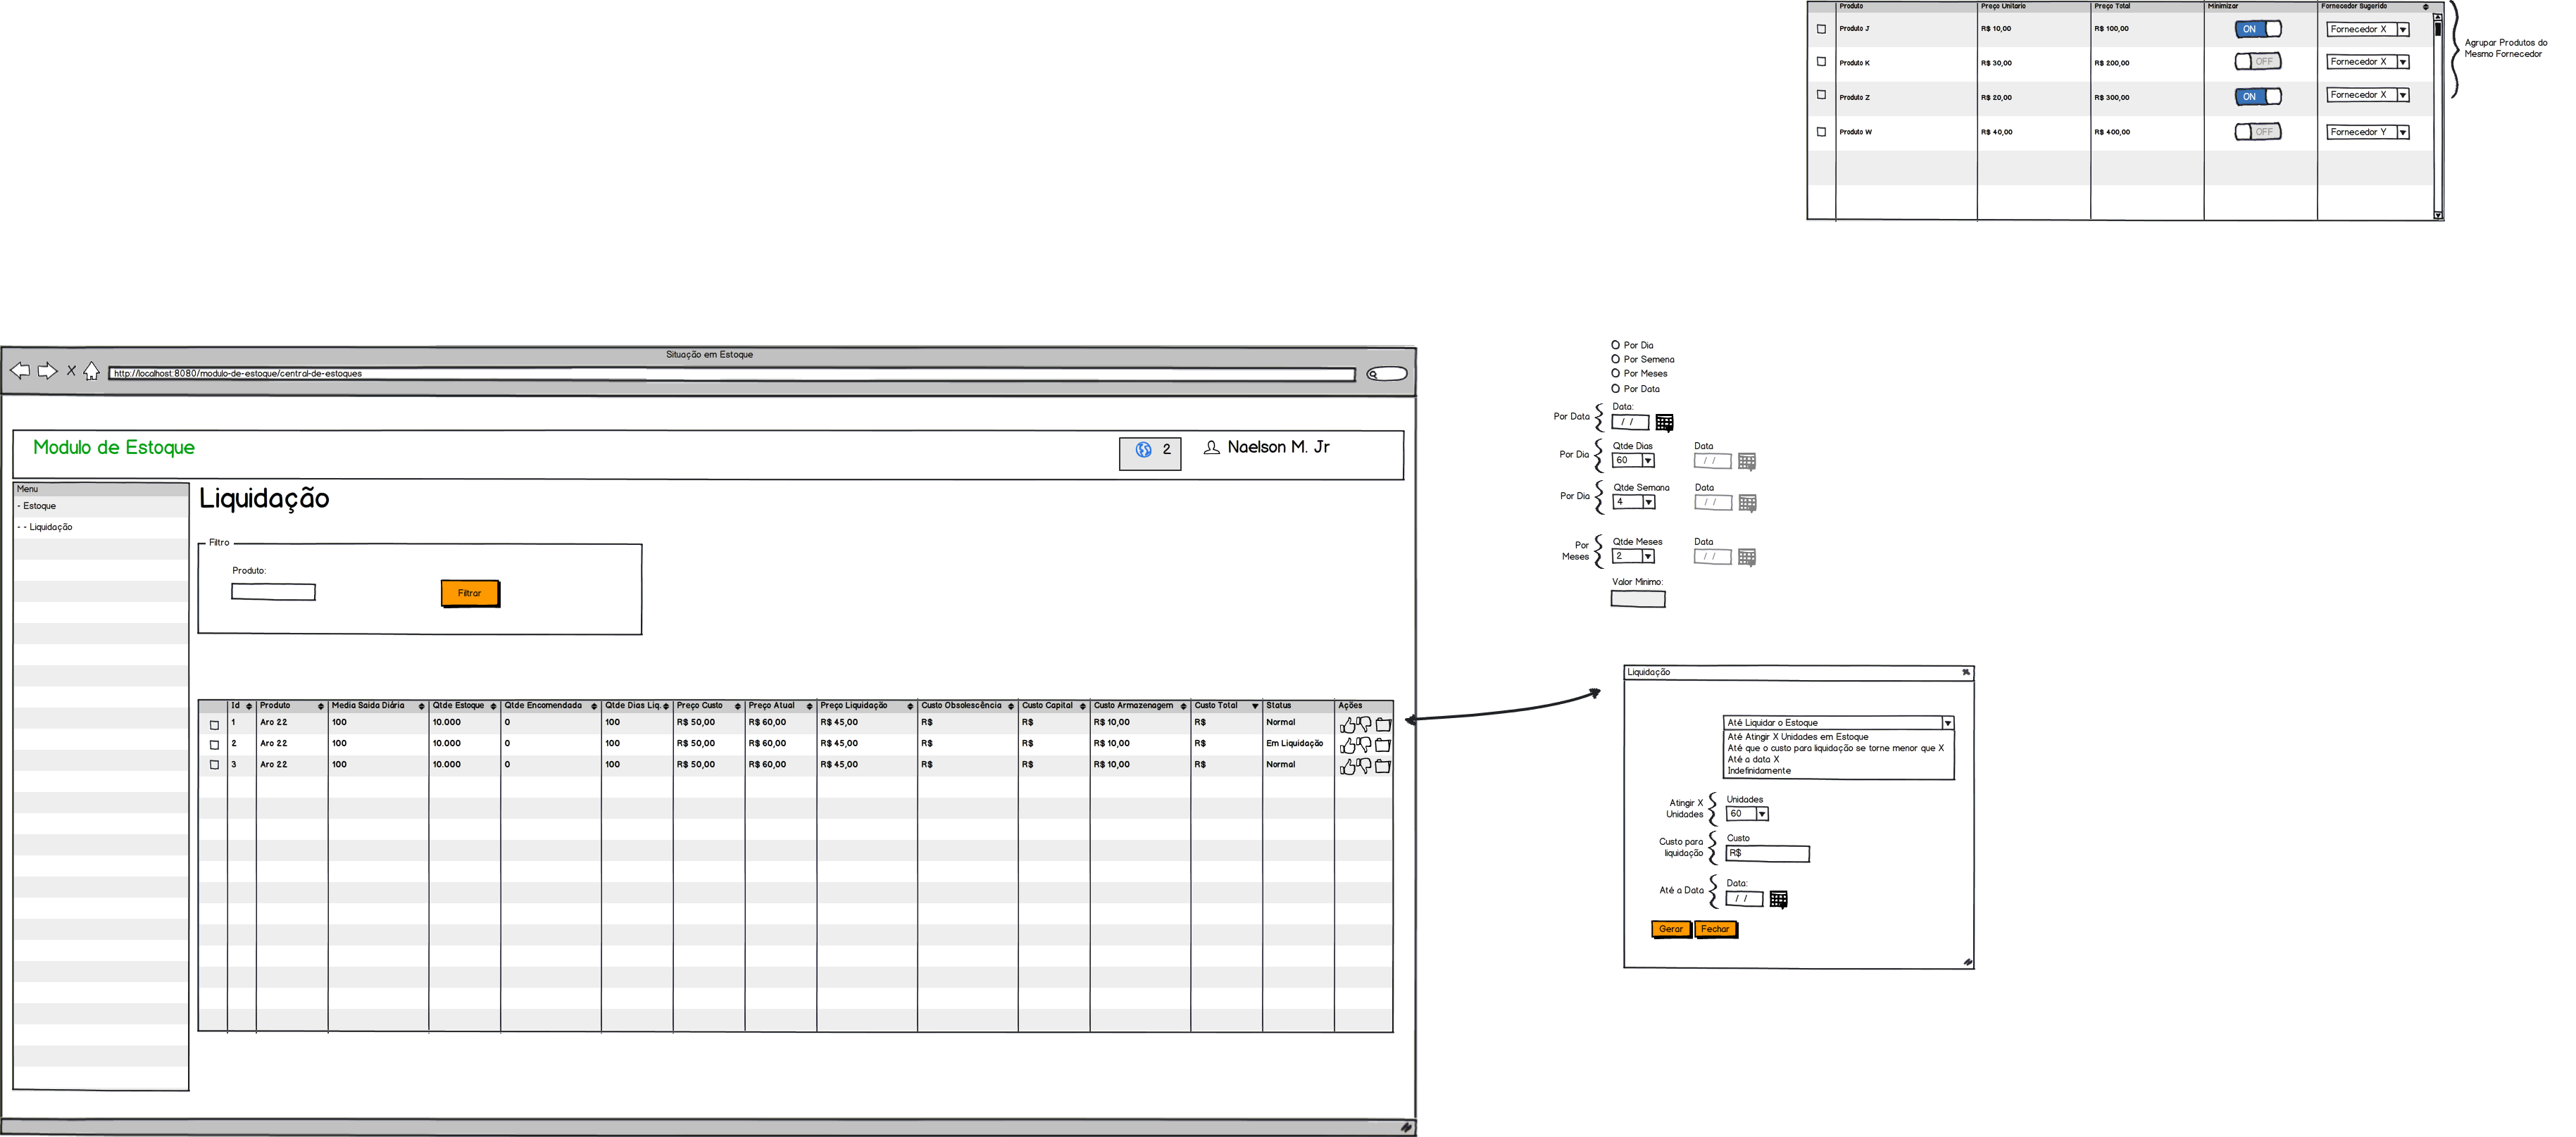 Produto Preço Unitario Preço Total Minimizar Fornecedor Sugerido
Produto J R$ 10,00 R$ 100,00 ON Fornecedor X
Produto K R$ 30,00 R$ 200,00 OFF Fornecedor X
Produto Z R$ 20,00 R$ 300,00 ON Fornecedor X
Produto W R$ 40,00 R$ 400,00 OFF Fornecedor Y
Agrupar Produtos do
Mesmo Fornecedor
Situação em Estoque
http://localhost:8080/modulo-de-estoque/central-de-estoques
Modulo de Estoque
2
Naelson M. Jr
Menu
- Estoque
- - Liquidação
Liquidação
Filtro
Produto:
Filtrar
Id Produto Media Saida Diária Qtde Estoque Qtde Encomendada Qtde Dias Liq. Preço Custo Preço Atual Preço Liquidação Custo Obsolescência Custo Capital Custo Armazenagem Custo Total Status Ações
1 Aro 22 100 10.000 0 100 R$ 50,00 R$ 60,00 R$ 45,00 R$ R$ R$ 10,00 R$ Normal
2 Aro 22 100 10.000 0 100 R$ 50,00 R$ 60,00 R$ 45,00 R$ R$ R$ 10,00 R$ Em Liquidação
3 Aro 22 100 10.000 0 100 R$ 50,00 R$ 60,00 R$ 45,00 R$ R$ R$ 10,00 R$ Normal
Por Dia
Por Semena
Por Meses
Por Data
Por Data
Data:
/ /
Por Dia
Qtde Dias Data
60 / /
Por Dia
Qtde Semana Data
4 / /
Por
Meses
Qtde Meses Data
2 / /
Valor Minimo:
Liquidação
Até Liquidar o Estoque
Até Atingir X Unidades em Estoque
Até que o custo para liquidação se torne menor que X
Até a data X
Indefinidamente
Atingir X
Unidades
Unidades
60
Custo para
liquidação
Custo
R$
Até a Data
Data:
/ /
Gerar Fechar